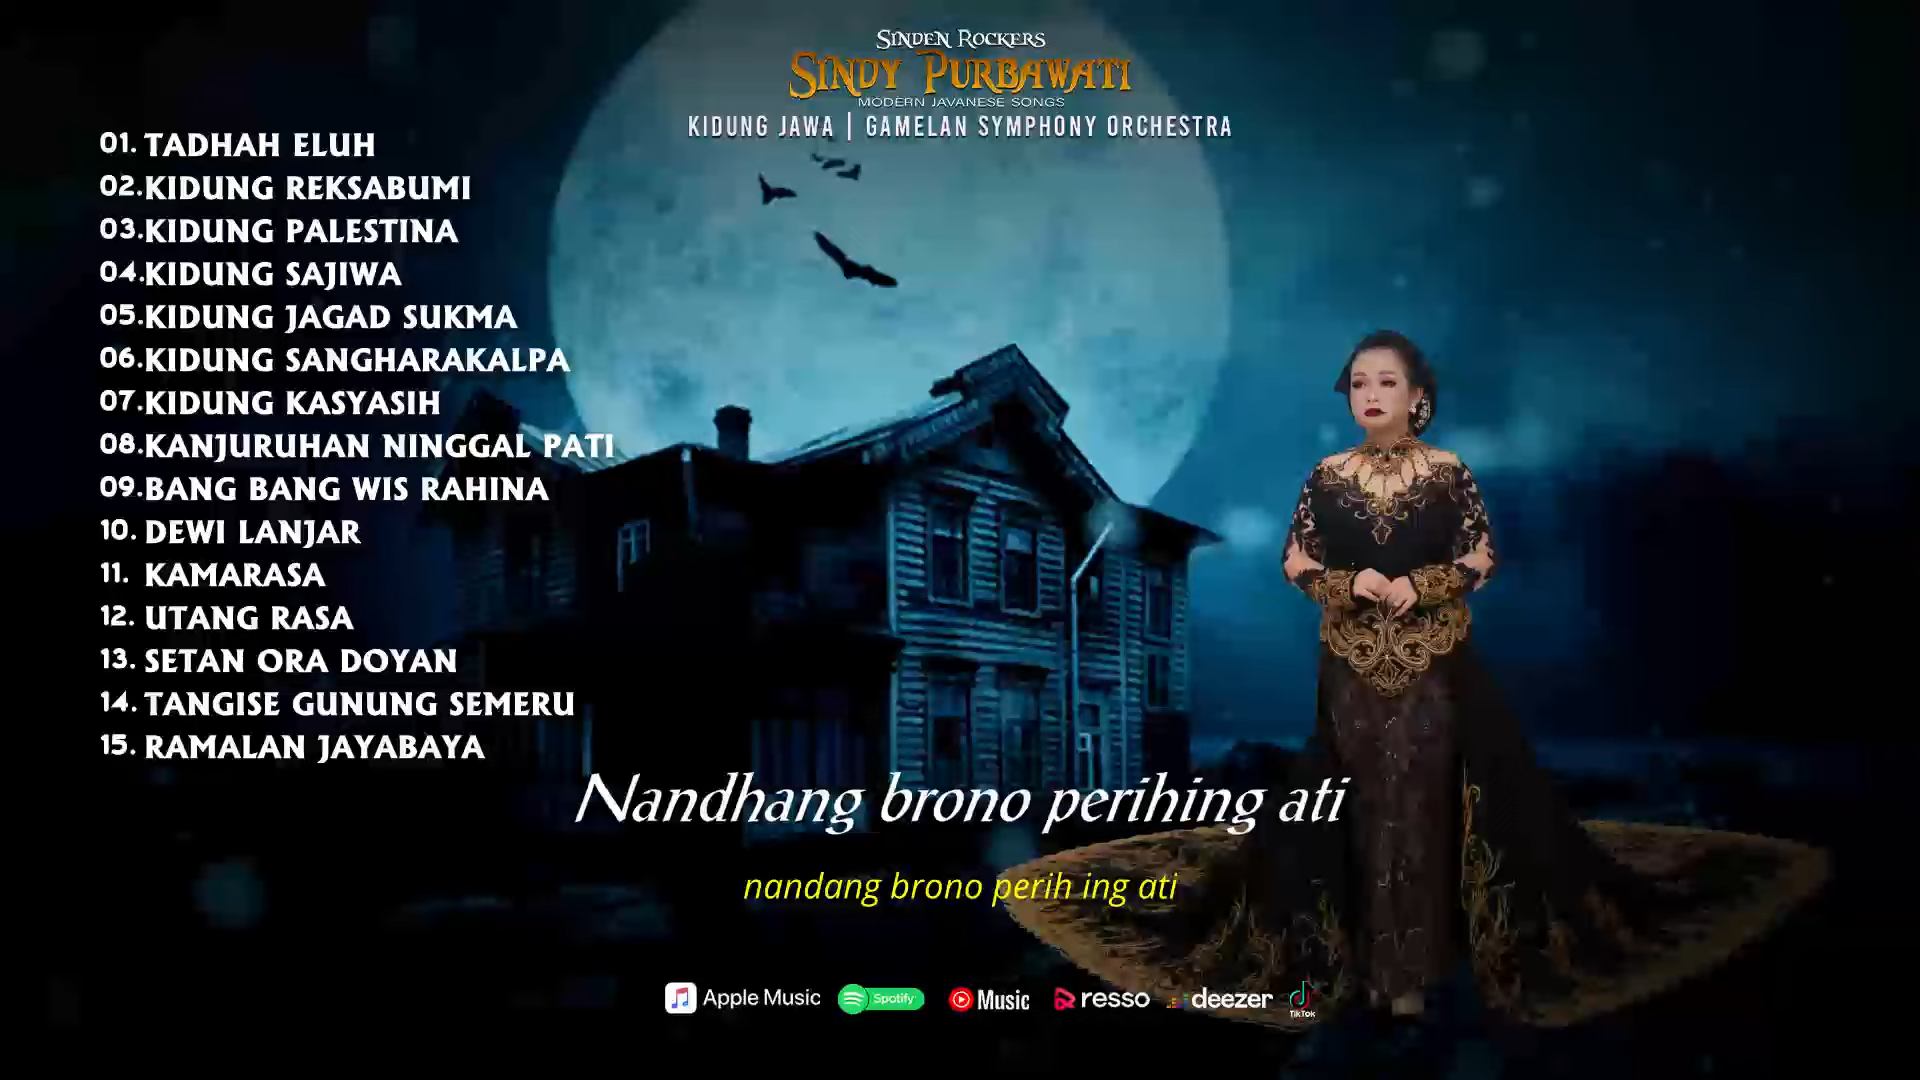 SINDEN ROCKERS
SINDY PURBAWATI
MODERN JAVANESE SONGS
KIDUNG JAWA | GAMELAN SYMPHONY ORCHESTRA
01. TADHAH ELUH
02.KIDUNG REKSABUMI
03.KIDUNG PALESTINA
04.KIDUNG SAJIWA
05.KIDUNG JAGAD SUKMA
06.KIDUNG SANGHARAKALPA
07.KIDUNG KASYASIH
08.KANJURUHAN NINGGAL PATI
09.BANG BANG WIS RAHINA
10. DEWI LANJAR
11. KAMARASA
12. UTANG RASA
13. SETAN ORA DOYAN
14. TANGISE GUNUNG SEMERU
15. RAMALAN JAYABAYA
Nandhang brono perihing ati
nandang brono perih ing ati
Apple Music Spotify Music resso deezer TikTok